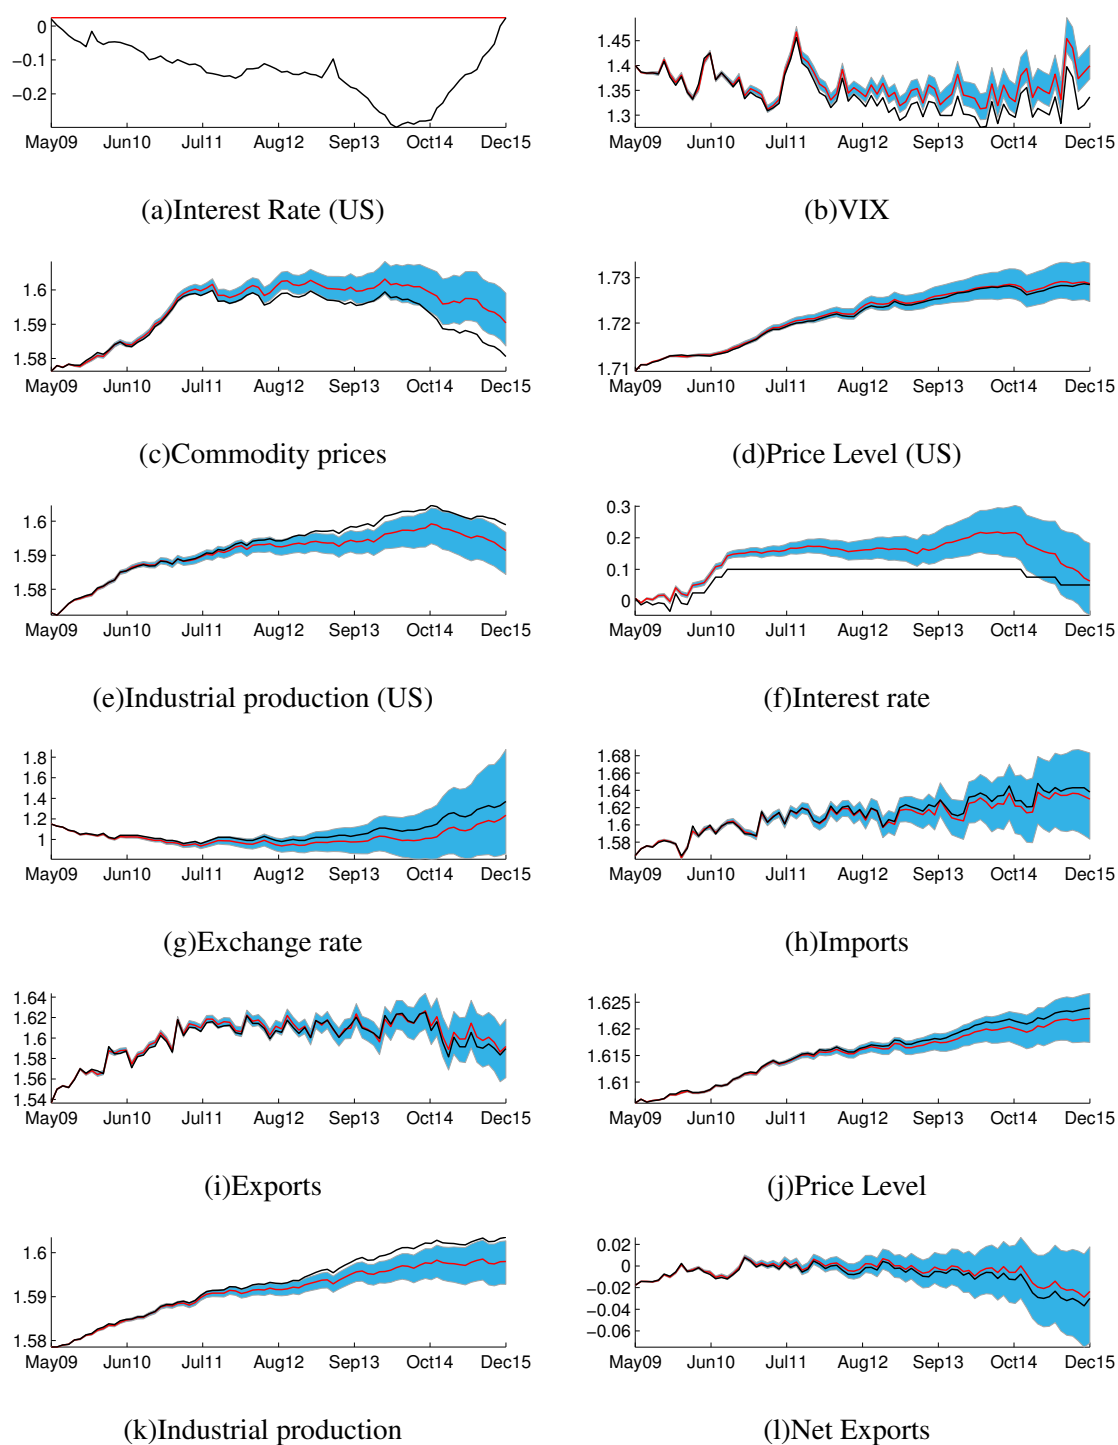 0
−0.1
−0.2
May09 Jun10 Jul11 Aug12 Sep13 Oct14 Dec15
(a)Interest Rate (US)
1.45
1.4
1.35
1.3
May09 Jun10 Jul11 Aug12 Sep13 Oct14 Dec15
(b)VIX
1.6
1.59
1.58
May09 Jun10 Jul11 Aug12 Sep13 Oct14 Dec15
(c)Commodity prices
1.73
1.72
1.71
May09 Jun10 Jul11 Aug12 Sep13 Oct14 Dec15
(d)Price Level (US)
1.6
1.59
1.58
May09 Jun10 Jul11 Aug12 Sep13 Oct14 Dec15
(e)Industrial production (US)
0.3
0.2
0.1
0
May09 Jun10 Jul11 Aug12 Sep13 Oct14 Dec15
(f)Interest rate
1.8
1.6
1.4
1.2
1
May09 Jun10 Jul11 Aug12 Sep13 Oct14 Dec15
(g)Exchange rate
1.68
1.66
1.64
1.62
1.6
1.58
May09 Jun10 Jul11 Aug12 Sep13 Oct14 Dec15
(h)Imports
1.64
1.62
1.6
1.58
1.56
1.54
May09 Jun10 Jul11 Aug12 Sep13 Oct14 Dec15
(i)Exports
1.625
1.62
1.615
1.61
May09 Jun10 Jul11 Aug12 Sep13 Oct14 Dec15
(j)Price Level
1.6
1.59
1.58
May09 Jun10 Jul11 Aug12 Sep13 Oct14 Dec15
(k)Industrial production
0.02
0
−0.02
−0.04
−0.06
May09 Jun10 Jul11 Aug12 Sep13 Oct14 Dec15
(l)Net Exports